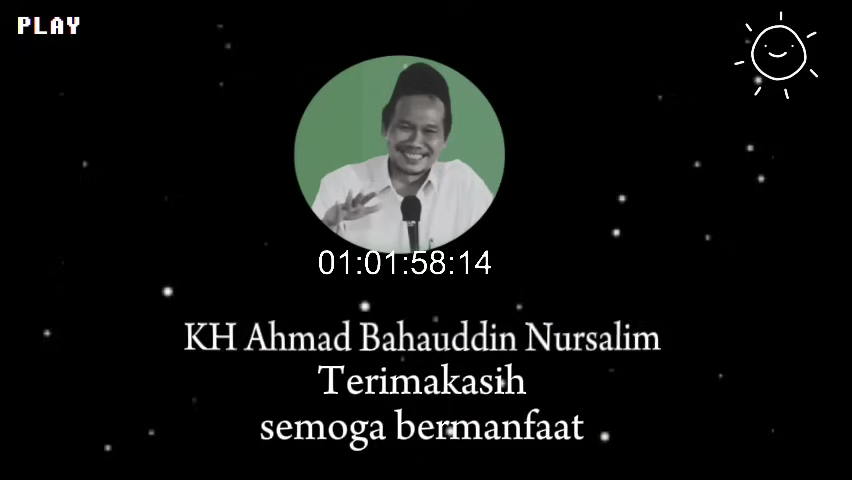 PLAY
01:01:58:14
KH Ahmad Bahauddin Nursalim
Terimakasih
semoga bermanfaat